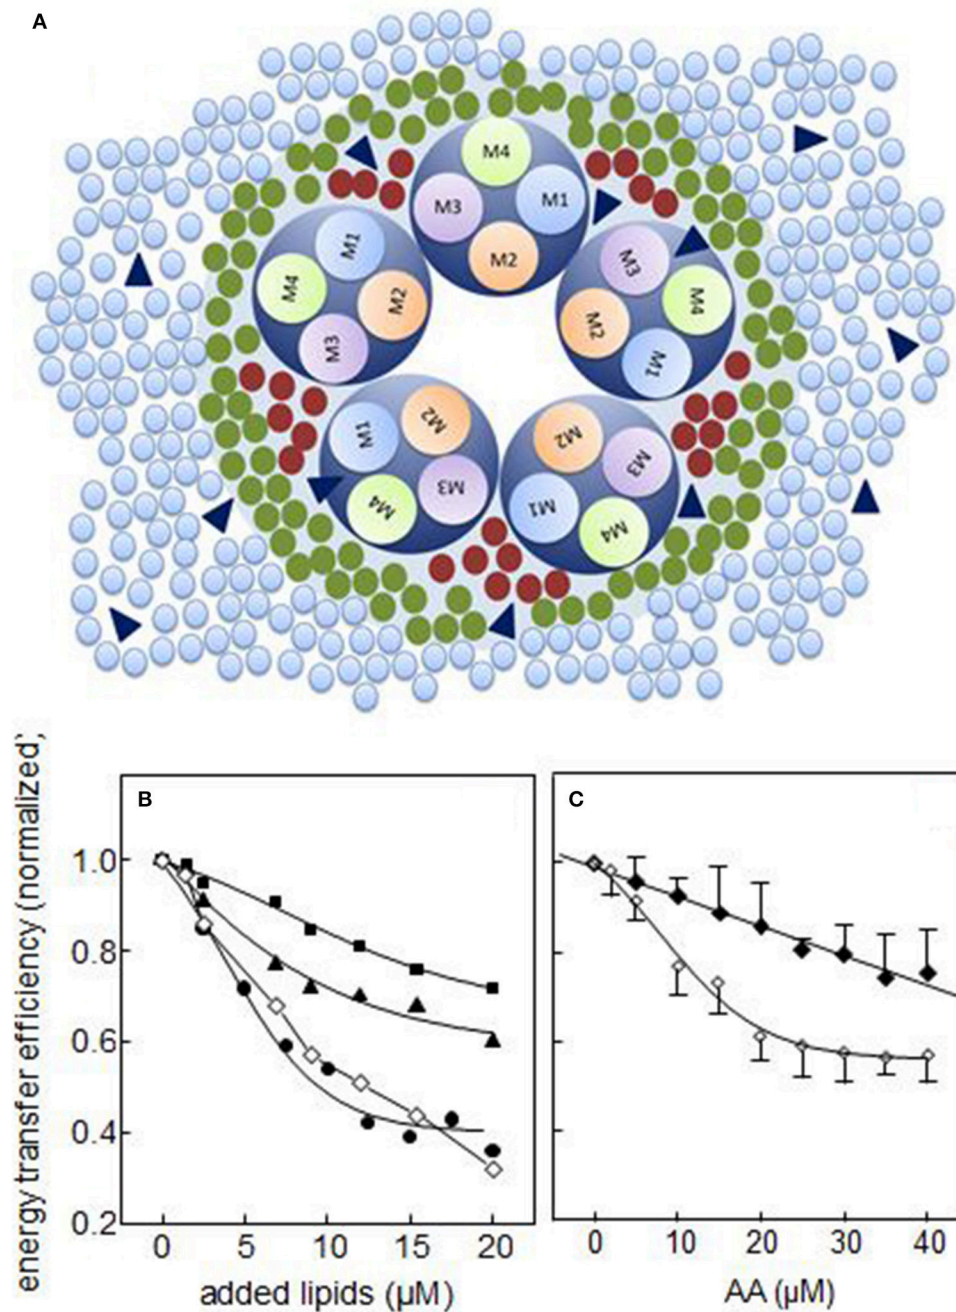 A
M4
M3
M1
M2
M1
M4
M2
M3
M3
M4
M2
M1
M2
M1
M3
M4
M2
M3
M1
M4
energy transfer efficiency (normalized)
B
C
1.0
0.8
0.6
0.4
0.2
0 5 10 15 20
0 10 20 30 40
added lipids (μM)
AA (μM)